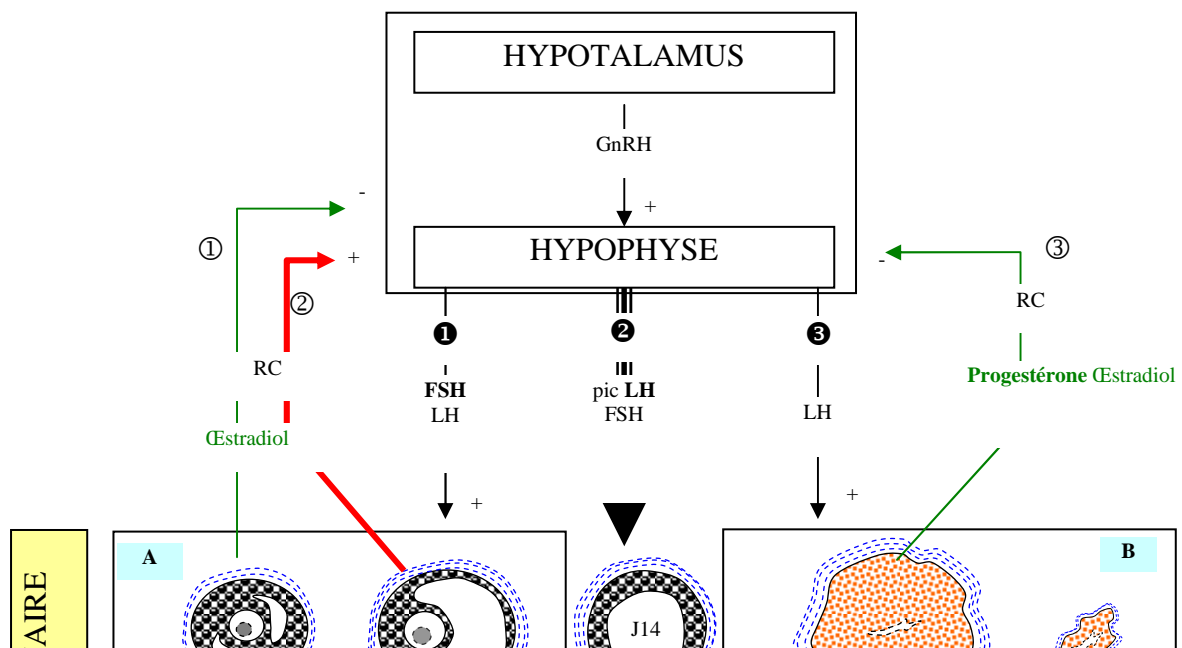 HYPOTALAMUS
GnRH
-
+
HYPOPHYSE
①
+
②
-
③
RC
❶
❷
❸
RC
FSH
LH
pic LH
FSH
LH
Progestérone Œstradiol
Œstradiol
+
+
A
B
AIRE
J14